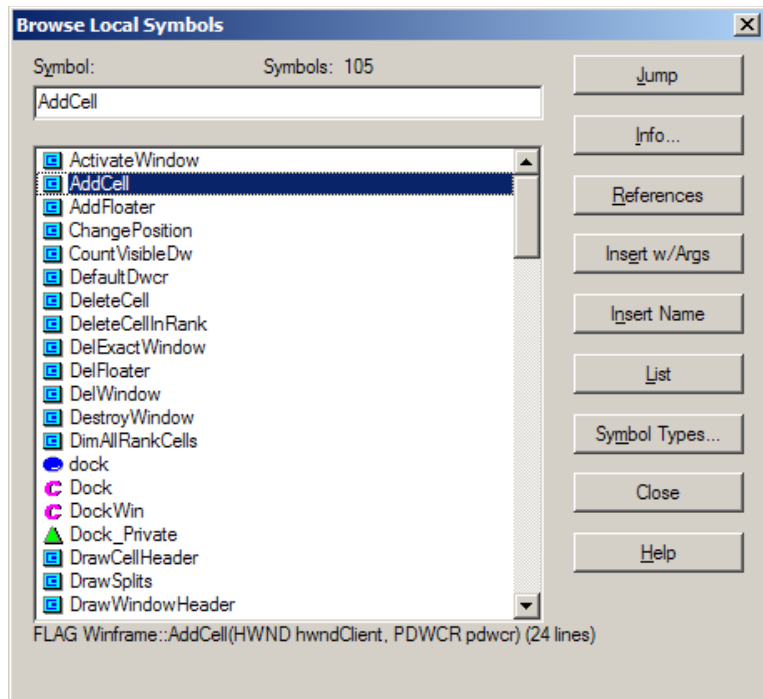 Browse Local Symbols
Symbol: Symbols: 105
AddCell
ActivateWindow
AddCell
AddFloater
ChangePosition
CountVisibleDw
DefaultDwcr
DeleteCell
DeleteCellInRank
DelExactWindow
DelFloater
DelWindow
DestroyWindow
DimAllRankCells
dock
Dock
DockWin
Dock_Private
DrawCellHeader
DrawSplits
DrawWindowHeader
FLAG Winframe::AddCell(HWND hwndClient, PDWCR pdwcr) (24 lines)
Jump
Info...
References
Insert w/Args
Insert Name
List
Symbol Types...
Close
Help